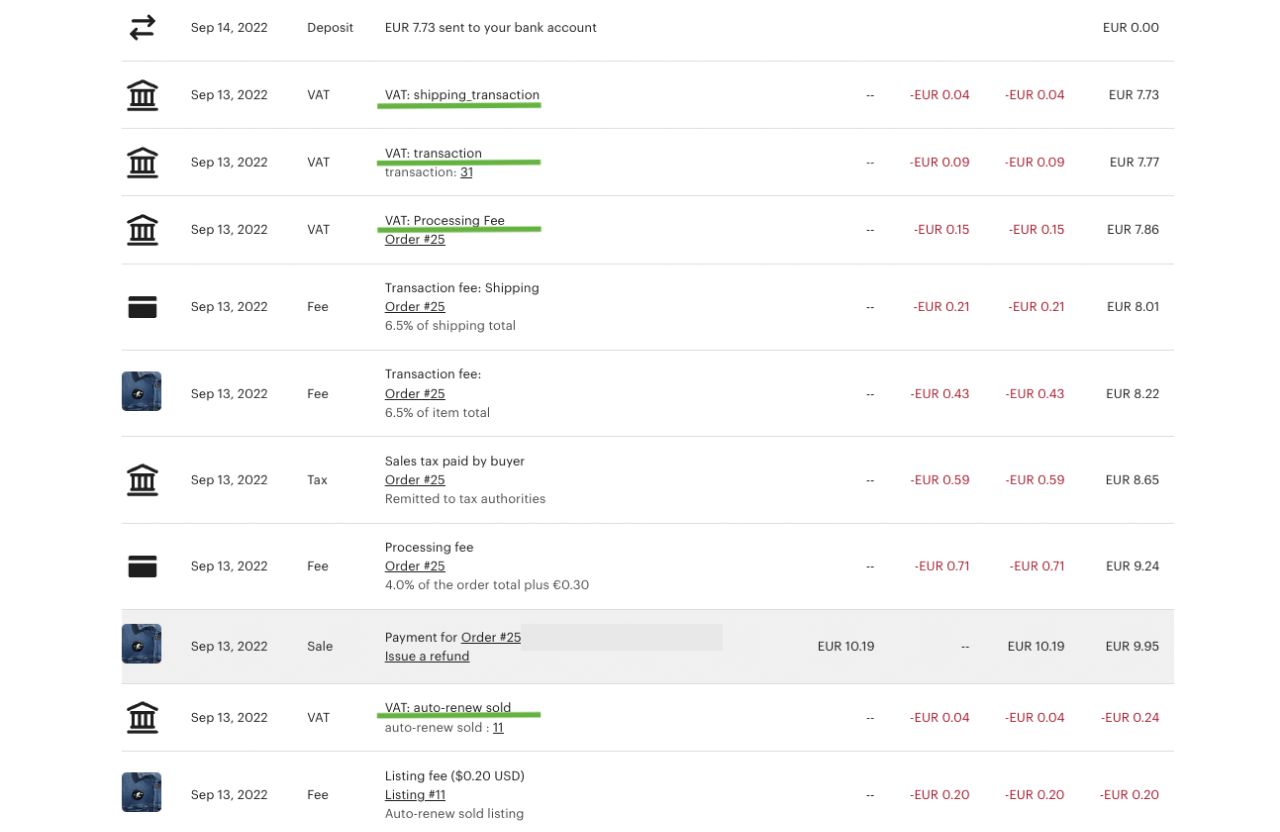 Sep 14, 2022 Deposit EUR 7.73 sent to your bank account EUR 0.00
Sep 13, 2022 VAT VAT: shipping_transaction -- -EUR 0.04 -EUR 0.04 EUR 7.73
VAT: transaction
Sep 13, 2022 VAT -- -EUR 0.09 -EUR 0.09 EUR 7.77
transaction: 31
VAT: Processing Fee
Sep 13, 2022 VAT -- -EUR 0.15 -EUR 0.15 EUR 7.86
Order #25
Transaction fee: Shipping
Sep 13, 2022 Fee Order #25 -- -EUR 0.21 -EUR 0.21 EUR 8.01
6.5% of shipping total
Transaction fee:
Sep 13, 2022 Fee Order #25 -- -EUR 0.43 -EUR 0.43 EUR 8.22
6.5% of item total
Sales tax paid by buyer
Sep 13, 2022 Tax Order #25 -- -EUR 0.59 -EUR 0.59 EUR 8.65
Remitted to tax authorities
Processing fee
Sep 13, 2022 Fee Order #25 -- -EUR 0.71 -EUR 0.71 EUR 9.24
4.0% of the order total plus €0.30
Payment for Order #25
Sep 13, 2022 Sale EUR 10.19 -- EUR 10.19 EUR 9.95
Issue a refund
VAT: auto-renew sold
Sep 13, 2022 VAT -- -EUR 0.04 -EUR 0.04 -EUR 0.24
auto-renew sold : 11
Listing fee ($0.20 USD)
Sep 13, 2022 Fee Listing #11 -- -EUR 0.20 -EUR 0.20 -EUR 0.20
Auto-renew sold listing